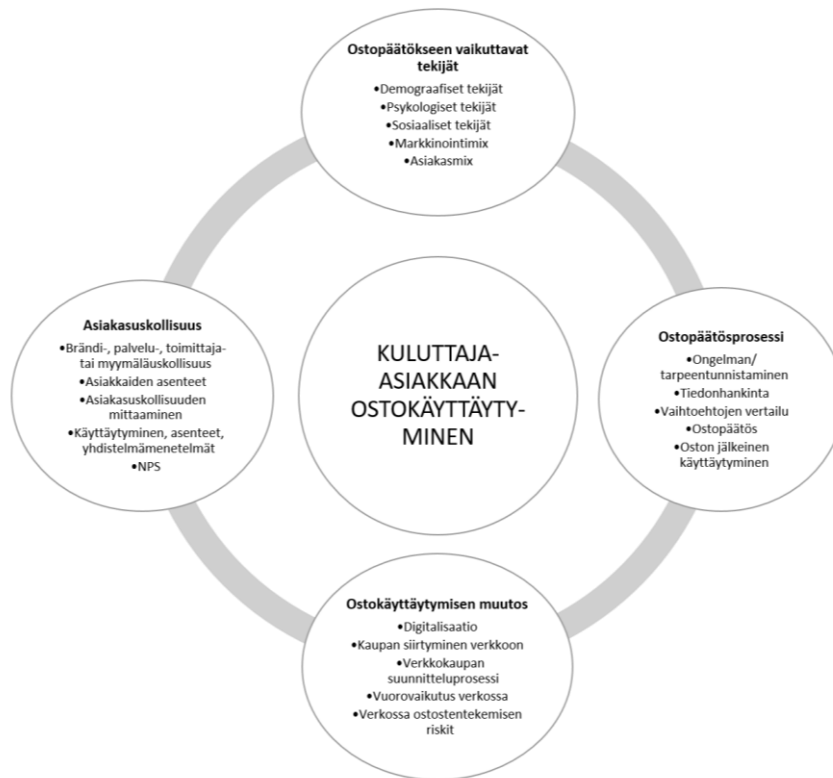 Ostopäätökseen vaikuttavat
tekijät
•Demograafiset tekijät
•Psykologiset tekijät
•Sosiaaliset tekijät
•Markkinointimix
•Asiakasmix
Asiakasuskollisuus
•Brändi-, palvelu-, toimittaja-
tai myymäläuskollisuus
•Asiakkaiden asenteet
•Asiakasuskollisuuden
mittaaminen
•Käyttäytyminen, asenteet,
yhdistelmämenetelmät
•NPS
KULUTTAJA-
ASIAKKAAN
OSTOKÄYTTÄYTY-
MINEN
Ostopäätösprosessi
•Ongelman/
tarpeentunnistaminen
•Tiedonhankinta
•Vaihtoehtojen vertailu
•Ostopäätös
•Oston jälkeinen
käyttäytyminen
Ostokäyttäytymisen muutos
•Digitalisaatio
•Kaupan siirtyminen verkkoon
•Verkkokaupan
suunnitteluprosessi
•Vuorovaikutus verkossa
•Verkossa ostostentekemisen
riskit